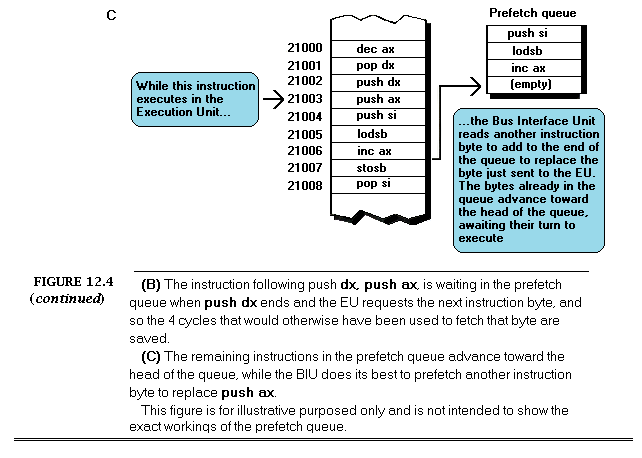 C
Prefetch queue
push si
lodsb
inc ax
(empty)
21000 dec ax
21001 pop dx
21002 push dx
21003 push ax
21004 push si
21005 lodsb
21006 inc ax
21007 stosb
21008 pop si
While this instruction
executes in the
Execution Unit...
...the Bus Interface Unit
reads another instruction
byte to add to the end of
the queue to replace the
byte just sent to the EU.
The bytes already in the
queue advance toward
the head of the queue,
awaiting their turn to
execute
FIGURE 12.4
(continued)
(B) The instruction following push dx, push ax, is waiting in the prefetch
queue when push dx ends and the EU requests the next instruction byte, and
so the 4 cycles that would otherwise have been used to fetch that byte are
saved.
(C) The remaining instructions in the prefetch queue advance toward the
head of the queue, while the BIU does its best to prefetch another instruction
byte to replace push ax.
This figure is for illustrative purposed only and is not intended to show the
exact workings of the prefetch queue.